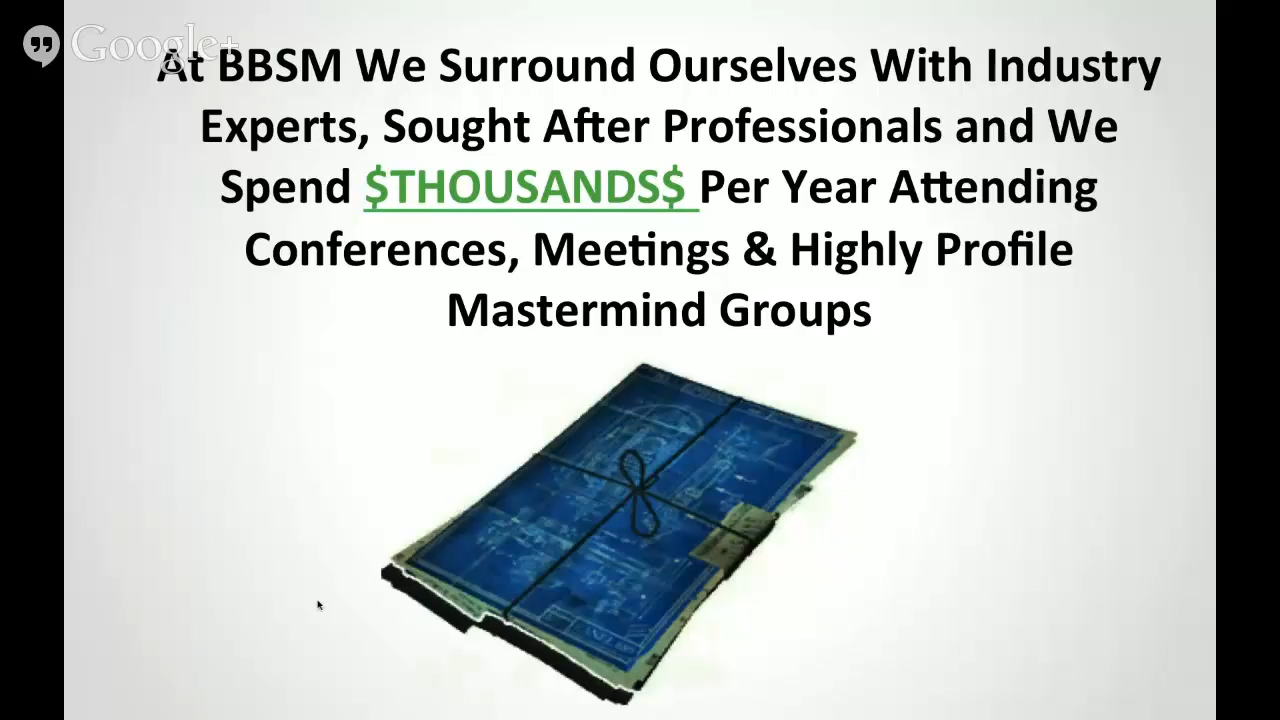 Google+
At BBSM We Surround Ourselves With Industry
Experts, Sought After Professionals and We
Spend $THOUSANDS$ Per Year Attending
Conferences, Meetings & Highly Profile
Mastermind Groups